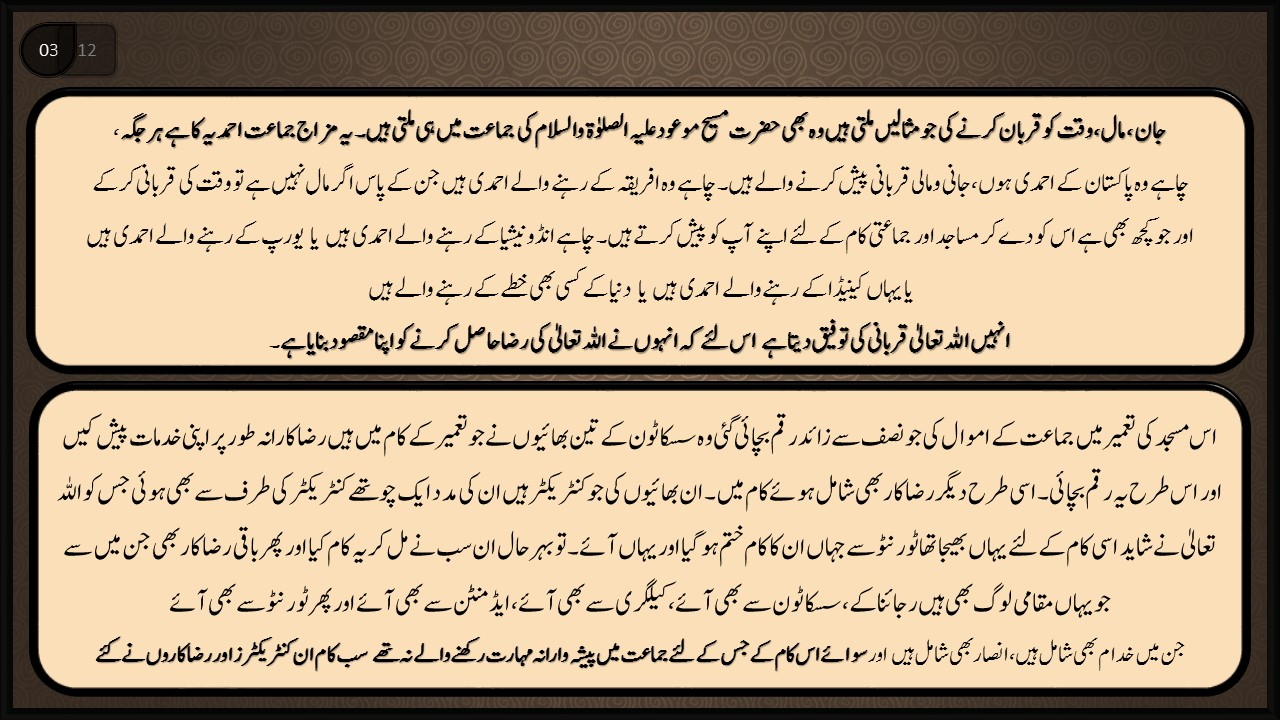 03 12
جان، مال، وقت کو قربان کرنے کی جو مثالیں ملتی ہیں وہ بھی حضرت مسیح موعود علیہ الصلوٰۃ والسلام کی جماعت میں ہی ملتی ہیں۔ یہ مزاج جماعت احمدیہ کا ہے ہر جگہ،
چاہے وہ پاکستان کے احمدی ہوں، جانی و مالی قربانی پیش کرنے والے ہیں۔ چاہے وہ افریقہ کے رہنے والے احمدی ہیں جن کے پاس اگر مال نہیں ہے تو وقت کی قربانی کر کے
اور جو کچھ بھی ہے اس کو دے کر مساجد اور جماعتی کام کے لئے اپنے آپ کو پیش کرتے ہیں۔ چاہے انڈونیشیا کے رہنے والے احمدی ہیں یا یورپ کے رہنے والے احمدی ہیں
یا یہاں کینیڈا کے رہنے والے احمدی ہیں یا دنیا کے کسی بھی خطے کے رہنے والے ہیں
انہیں اللہ تعالیٰ قربانی کی توفیق دیتا ہے اس لئے کہ انہوں نے اللہ تعالیٰ کی رضا حاصل کرنے کو اپنا مقصود بنایا ہے۔
اس مسجد کی تعمیر میں جماعت کے اموال کی جو نصف سے زائد رقم بچائی گئی وہ سسکاٹون کے تین بھائیوں نے جو تعمیر کے کام میں ہیں رضاکارانہ طور پر اپنی خدمات پیش کیں
اور اس طرح یہ رقم بچائی۔ اسی طرح دیگر رضاکار بھی شامل ہوئے کام میں۔ ان بھائیوں کی جو کنٹریکٹر ہیں ان کی مدد ایک چوتھے کنٹریکٹر کی طرف سے بھی ہوئی جس کو اللہ
تعالیٰ نے شاید اسی کام کے لئے یہاں بھیجا تھا ٹورنٹو سے جہاں ان کا کام ختم ہو گیا اور یہاں آئے۔ تو بہرحال ان سب نے مل کر یہ کام کیا اور پھر باقی رضاکار بھی جن میں سے
جو یہاں مقامی لوگ بھی ہیں رجائنا کے، سسکاٹون سے بھی آئے، کیلگری سے بھی آئے، ایڈمنٹن سے بھی آئے اور پھر ٹورنٹو سے بھی آئے
جن میں خدام بھی شامل ہیں، انصار بھی شامل ہیں اور سوائے اس کام کے جس کے لئے جماعت میں پیشہ وارانہ مہارت رکھنے والے نہ تھے سب کام ان کنٹریکٹرز اور رضاکاروں نے کئے